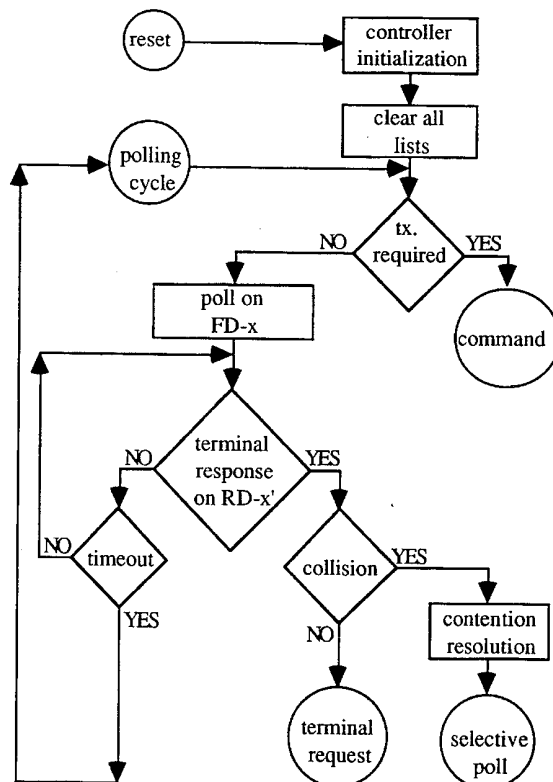 reset
controller
initialization
clear all
lists
polling
cycle
tx.
required
NO
YES
poll on
FD-x
command
terminal
response
on RD-x'
NO
YES
NO
timeout
YES
collision
YES
NO
contention
resolution
terminal
request
selective
poll